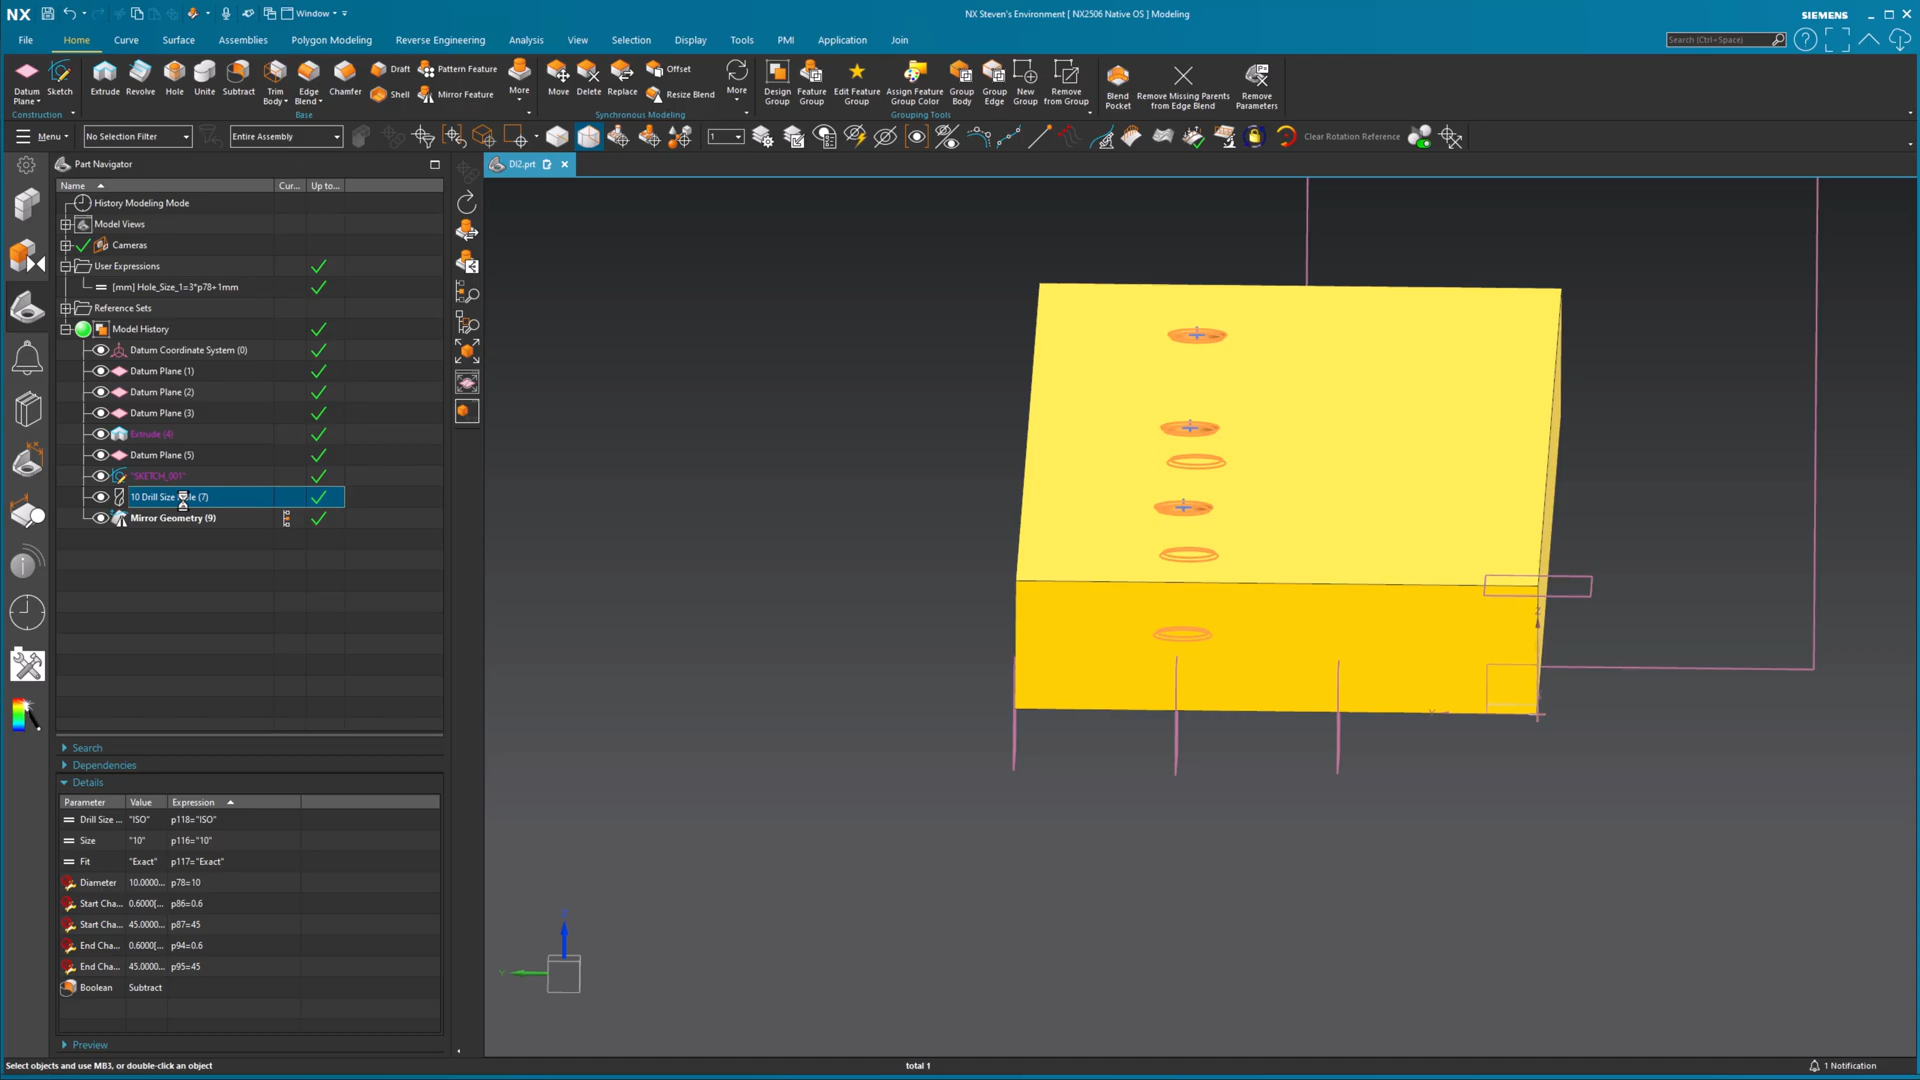 NX Window NX Steven's Environment [ NX2506 Native OS ] Modeling SIEMENS
File Home Curve Surface Assemblies Polygon Modeling Reverse Engineering Analysis View Selection Display Tools PMI Application Join Search (Ctrl+Space)
Datum Plane Sketch Extrude Revolve Hole Unite Subtract Trim Body Edge Blend Chamfer Draft Shell Pattern Feature Mirror Feature More Move Delete Replace Offset Resize Blend More Design Group Feature Group Edit Feature Group Assign Feature Group Color Group Body Group Edge New Group Remove from Group Blend Pocket Remove Missing Parents from Edge Blend Remove Parameters
Construction Base Synchronous Modeling Grouping Tools
Menu No Selection Filter Entire Assembly 1 Clear Rotation Reference
Part Navigator DI2.prt
Name Cur... Up to...
History Modeling Mode
Model Views
Cameras
User Expressions
[mm] Hole_Size_1=3*p78+1mm
Reference Sets
Model History
Datum Coordinate System (0)
Datum Plane (1)
Datum Plane (2)
Datum Plane (3)
Extrude (4)
Datum Plane (5)
"SKETCH_001"
10 Drill Size (7)
Mirror Geometry (9)
Search
Dependencies
Details
Parameter Value Expression
Drill Size ... "ISO" p118="ISO"
Size "10" p116="10"
Fit "Exact" p117="Exact"
Diameter 10.0000... p78=10
Start Cha... 0.6000[... p86=0.6
Start Cha... 45.0000... p87=45
End Cha... 0.6000[... p94=0.6
End Cha... 45.0000... p95=45
Boolean Subtract
Preview
Z
Y
Select objects and use MB3, or double-click an object total 1 1 Notification